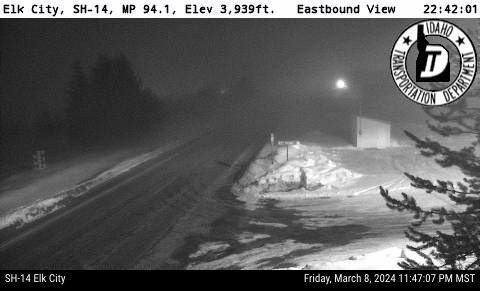 Elk City, SH-14, MP 94.1, Elev 3,939ft. Eastbound View 22:42:01
IDAHO
TRANSPORTATION DEPARTMENT
SH-14 Elk City Friday, March 8, 2024 11:47:07 PM MST